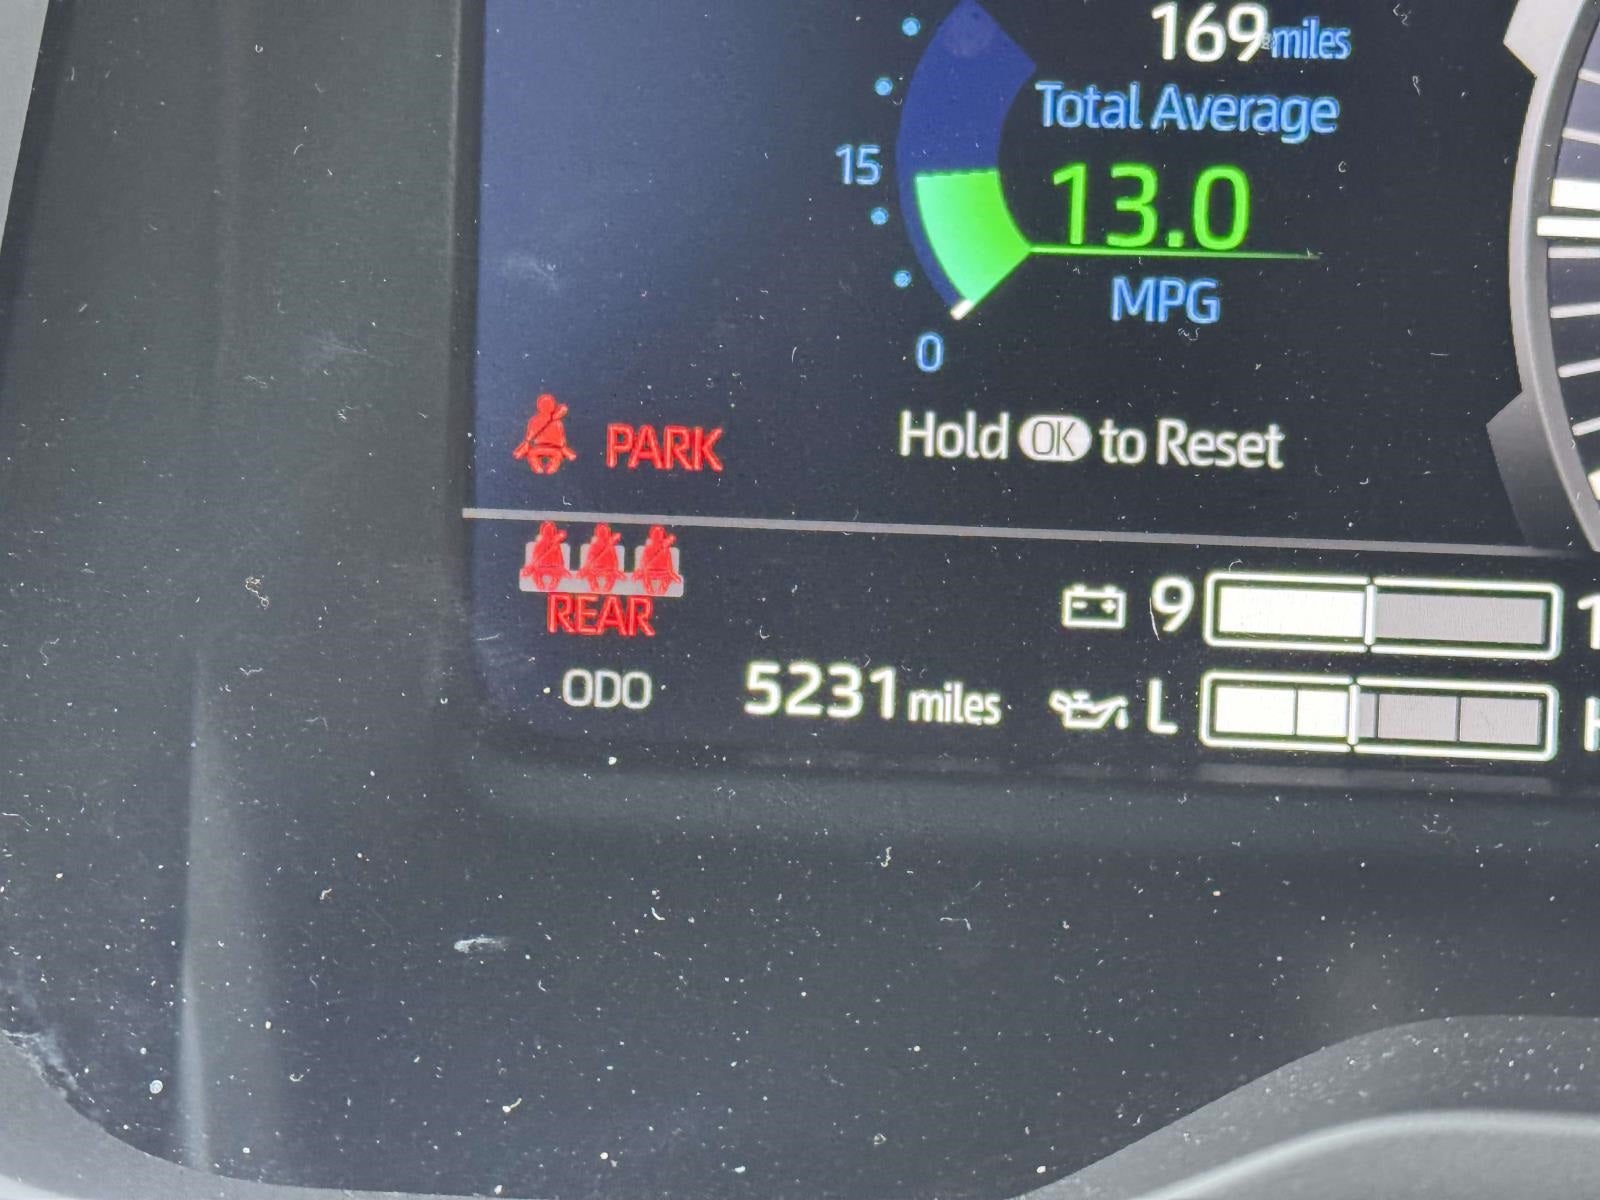 169 miles
Total Average
15
13.0
MPG
0
PARK
Hold OK to Reset
REAR
9
ODO 5231 miles
L